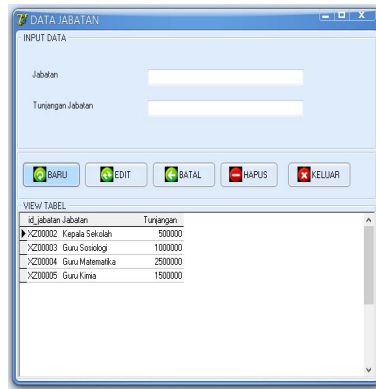 DATA JABATAN
INPUT DATA
Jabatan
Tunjangan Jabatan
BARU EDIT BATAL HAPUS KELUAR
VIEW TABEL
id_jabatan Jabatan Tunjangan
XZ00002 Kepala Sekolah 500000
XZ00003 Guru Sosiologi 1000000
XZ00004 Guru Matematika 2500000
XZ00005 Guru Kimia 1500000